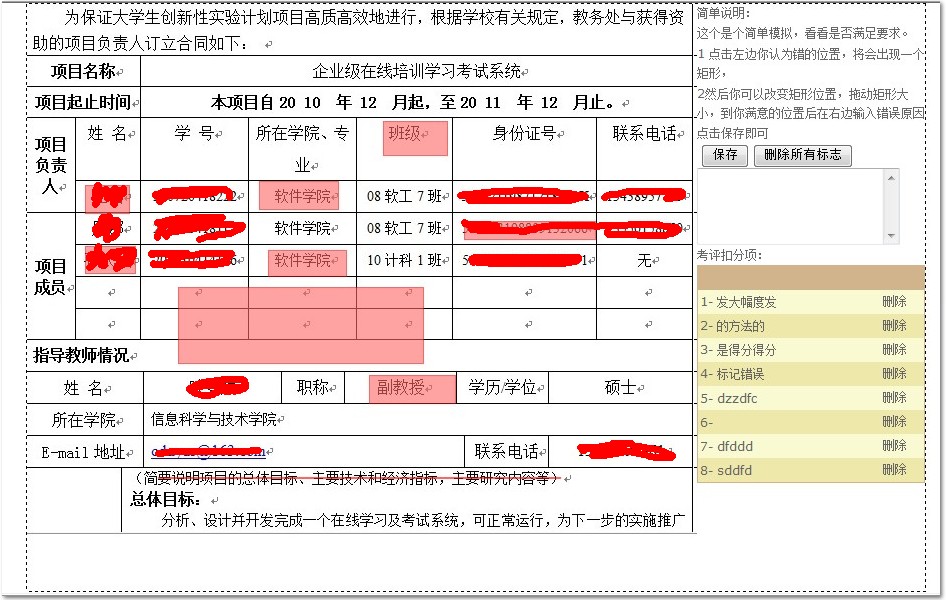 为保证大学生创新性实验计划项目高质高效地进行，根据学校有关规定，教务处与获得资
助的项目负责人订立合同如下：
项目名称 企业级在线培训学习考试系统
项目起止时间 本项目自 20 10 年 12 月起，至 20 11 年 12 月止。
项目负责人 姓 名 学 号 所在学院、专业 班级 身份证号 联系电话
软件学院 08 软工 7 班
项目成员 软件学院 08 软工 7 班
软件学院 10 计科 1 班 无
指导教师情况
姓 名 职称 副教授 学历/学位 硕士
所在学院 信息科学与技术学院
E-mail 地址 联系电话
（简要说明项目的总体目标、主要技术和经济指标，主要研究内容等）
总体目标：
分析、设计并开发完成一个在线学习及考试系统，可正常运行，为下一步的实施推广
简单说明：
这个是个简单模拟，看看是否满足要求。
-1 点击左边你认为错的位置，将会出现一个
矩形，
2然后你可以改变矩形位置，拖动矩形大
小，到你满意的位置后在右边输入错误原因
点击保存即可
保存 删除所有标志
考评扣分项：
1- 发大幅度发 删除
2- 的方法的 删除
3- 是得分得分 删除
4- 标记错误 删除
5- dzzdfc 删除
6- 删除
7- dfddd 删除
8- sddfd 删除